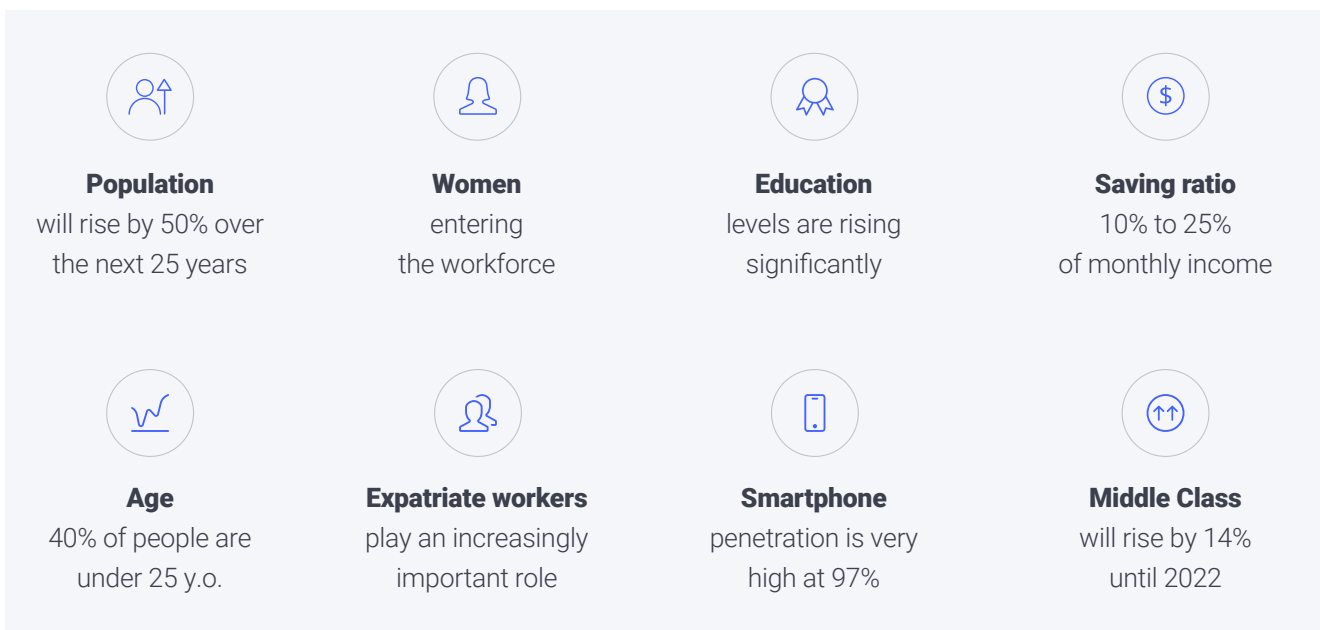 Population
will rise by 50% over
the next 25 years
Women
entering
the workforce
Education
levels are rising
significantly
$
Saving ratio
10% to 25%
of monthly income
Age
40% of people are
under 25 y.o.
Expatriate workers
play an increasingly
important role
Smartphone
penetration is very
high at 97%
Middle Class
will rise by 14%
until 2022